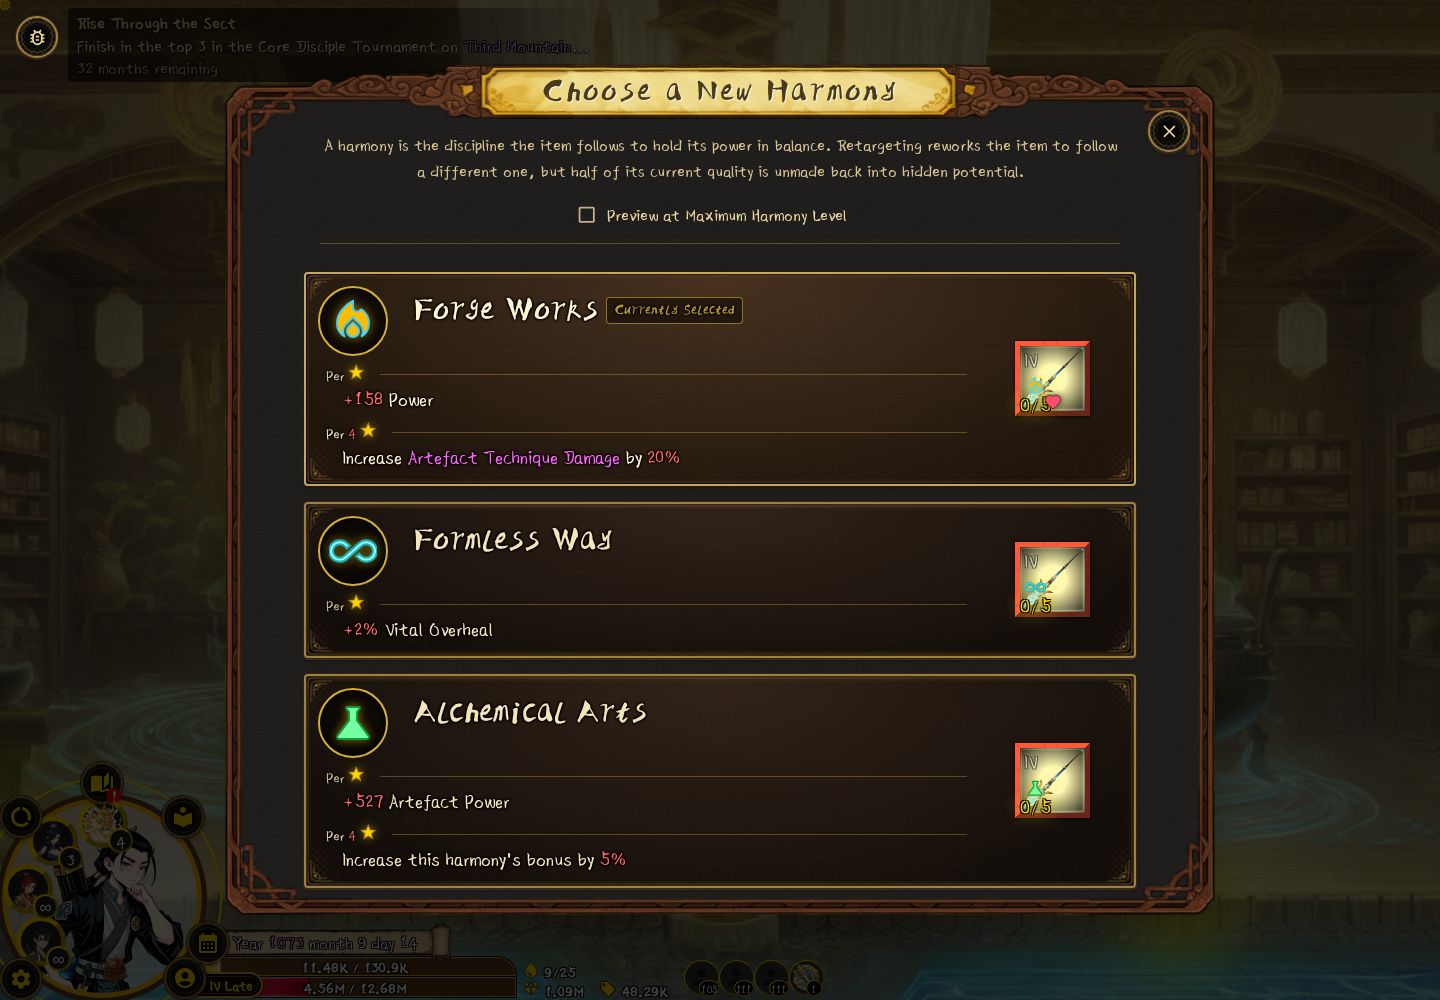 Rise Through the Sect
Finish in the top 3 in the Core Disciple Tournament on Third Mountain...
32 months remaining
Choose a New Harmony
A harmony is the discipline the item follows to hold its power in balance. Retargeting reworks the item to follow
a different one, but half of its current quality is unmade back into hidden potential.
Preview at Maximum Harmony Level
Forge Works Currently Selected
Per
+158 Power
Per 4
Increase Artefact Technique Damage by 20%
IV
0/5
Formless Way
Per
+2% Vital Overheal
IV
0/5
Alchemical Arts
Per
+527 Artefact Power
Per 4
Increase this harmony's bonus by 5%
IV
0/5
4
3
∞
∞
Year 1073 month 9 day 14
11.48K / 130.9K
IV Late
4.56M / 12.68M
9/25
1.09M
48.29K